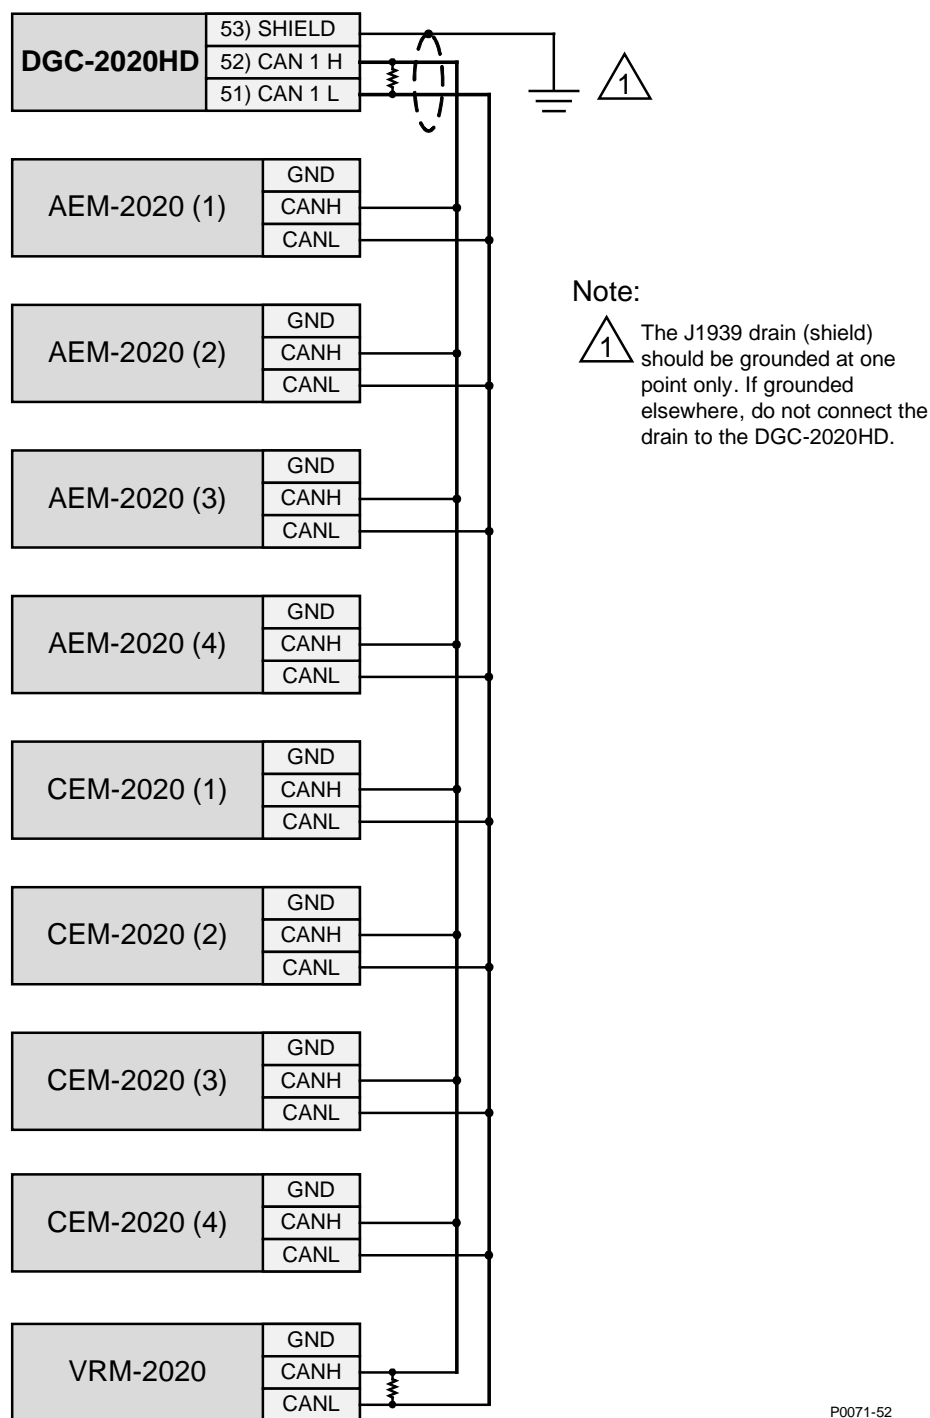 DGC-2020HD
53) SHIELD
52) CAN 1 H
51) CAN 1 L
1
AEM-2020 (1)
GND
CANH
CANL
AEM-2020 (2)
GND
CANH
CANL
Note:
1
The J1939 drain (shield)
should be grounded at one
point only. If grounded
elsewhere, do not connect the
drain to the DGC-2020HD.
AEM-2020 (3)
GND
CANH
CANL
AEM-2020 (4)
GND
CANH
CANL
CEM-2020 (1)
GND
CANH
CANL
CEM-2020 (2)
GND
CANH
CANL
CEM-2020 (3)
GND
CANH
CANL
CEM-2020 (4)
GND
CANH
CANL
VRM-2020
GND
CANH
CANL
P0071-52